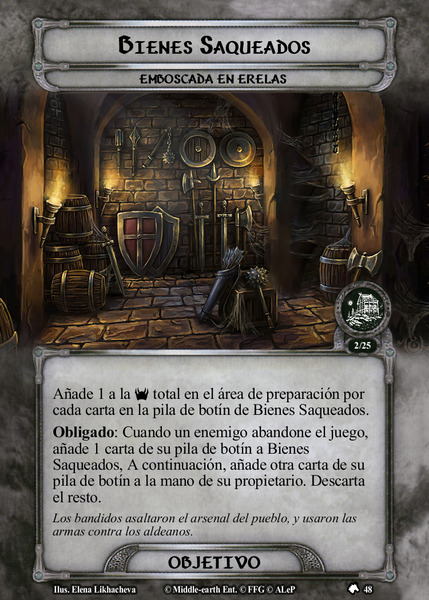 Bienes Saqueados
Emboscada en Erelas
2/25
Añade 1 a la total en el área de preparación por
cada carta en la pila de botín de Bienes Saqueados.
Obligado: Cuando un enemigo abandone el juego,
añade 1 carta de su pila de botín a Bienes
Saqueados, A continuación, añade otra carta de su
pila de botín a la mano de su propietario. Descarta
el resto.
Los bandidos asaltaron el arsenal del pueblo, y usaron las
armas contra los aldeanos.
OBJETIVO
Ilus. Elena Likhacheva © Middle-earth Ent. © FFG © ALeP 48